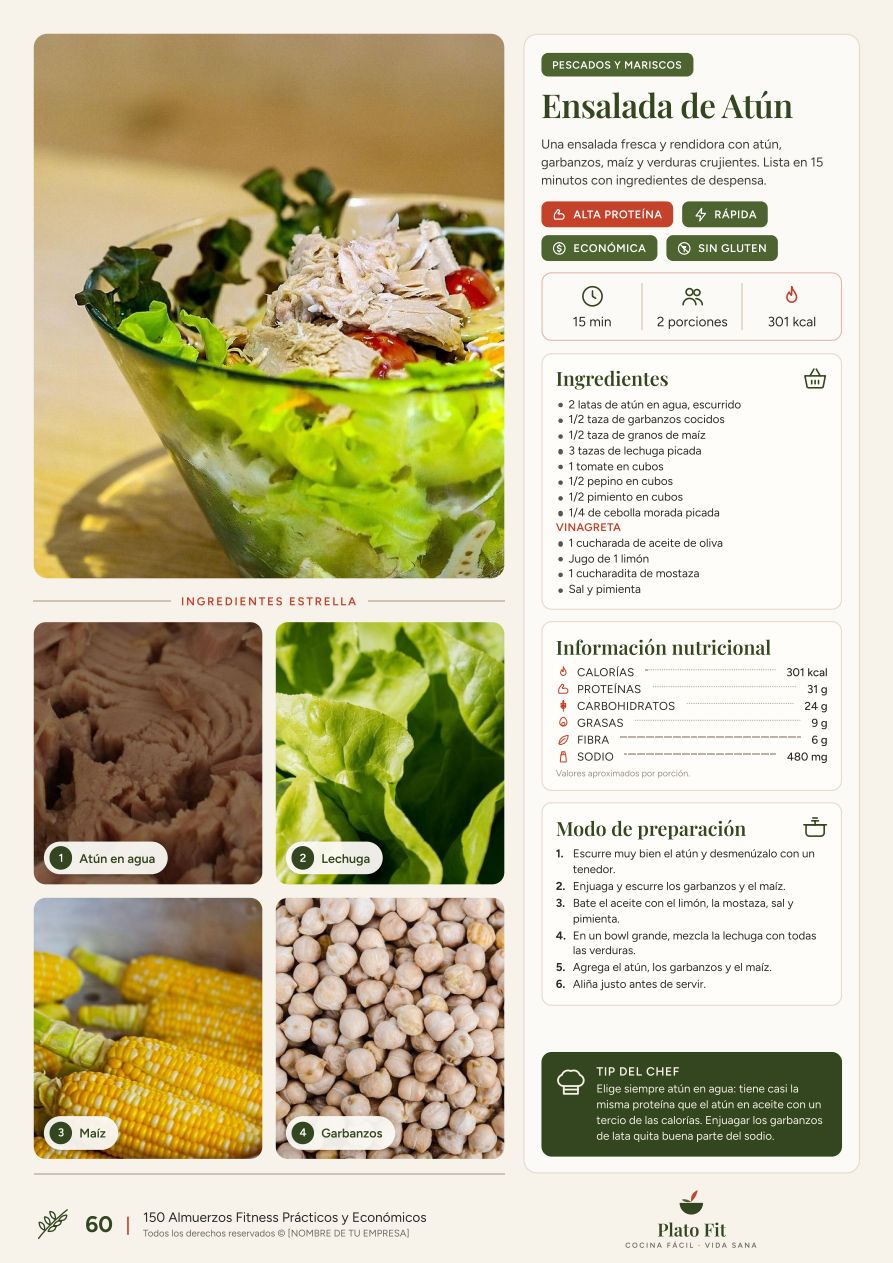 PESCADOS Y MARISCOS
Ensalada de Atún
Una ensalada fresca y rendidora con atún,
garbanzos, maíz y verduras crujientes. Lista en 15
minutos con ingredientes de despensa.
ALTA PROTEÍNA
RÁPIDA
ECONÓMICA
SIN GLUTEN
15 min
2 porciones
301 kcal
Ingredientes
• 2 latas de atún en agua, escurrido
• 1/2 taza de garbanzos cocidos
• 1/2 taza de granos de maíz
• 3 tazas de lechuga picada
• 1 tomate en cubos
• 1/2 pepino en cubos
• 1/2 pimiento en cubos
• 1/4 de cebolla morada picada
VINAGRETA
• 1 cucharada de aceite de oliva
• Jugo de 1 limón
• 1 cucharadita de mostaza
• Sal y pimienta
INGREDIENTES ESTRELLA
1 Atún en agua
2 Lechuga
3 Maíz
4 Garbanzos
Información nutricional
CALORÍAS 301 kcal
PROTEÍNAS 31 g
CARBOHIDRATOS 24 g
GRASAS 9 g
FIBRA 6 g
SODIO 480 mg
Valores aproximados por porción.
Modo de preparación
1. Escurre muy bien el atún y desmenúzalo con un
tenedor.
2. Enjuaga y escurre los garbanzos y el maíz.
3. Bate el aceite con el limón, la mostaza, sal y
pimienta.
4. En un bowl grande, mezcla la lechuga con todas
las verduras.
5. Agrega el atún, los garbanzos y el maíz.
6. Aliña justo antes de servir.
TIP DEL CHEF
Elige siempre atún en agua: tiene casi la
misma proteína que el atún en aceite con un
tercio de las calorías. Enjuagar los garbanzos
de lata quita buena parte del sodio.
60
150 Almuerzos Fitness Prácticos y Económicos
Todos los derechos reservados © [NOMBRE DE TU EMPRESA]
Plato Fit
COCINA FÁCIL · VIDA SANA